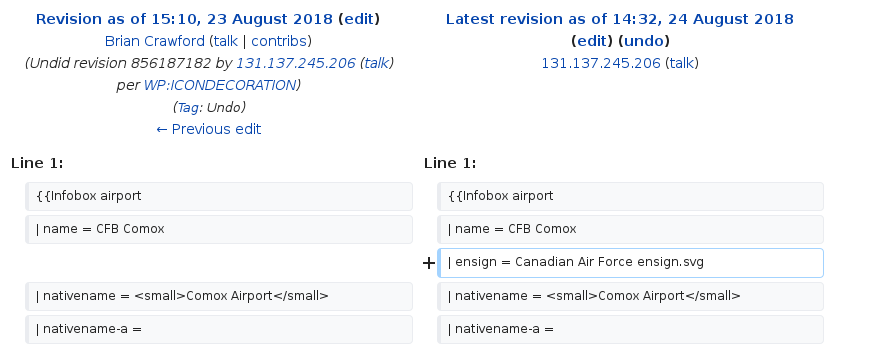 Revision as of 15:10, 23 August 2018 (edit)
Brian Crawford (talk | contribs)
(Undid revision 856187182 by 131.137.245.206 (talk)
per WP:ICONDECORATION)
(Tag: Undo)
← Previous edit
Latest revision as of 14:32, 24 August 2018
(edit) (undo)
131.137.245.206 (talk)
Line 1:
Line 1:
{{Infobox airport
{{Infobox airport
| name = CFB Comox
| name = CFB Comox
+ | ensign = Canadian Air Force ensign.svg
| nativename = <small>Comox Airport</small>
| nativename = <small>Comox Airport</small>
| nativename-a =
| nativename-a =